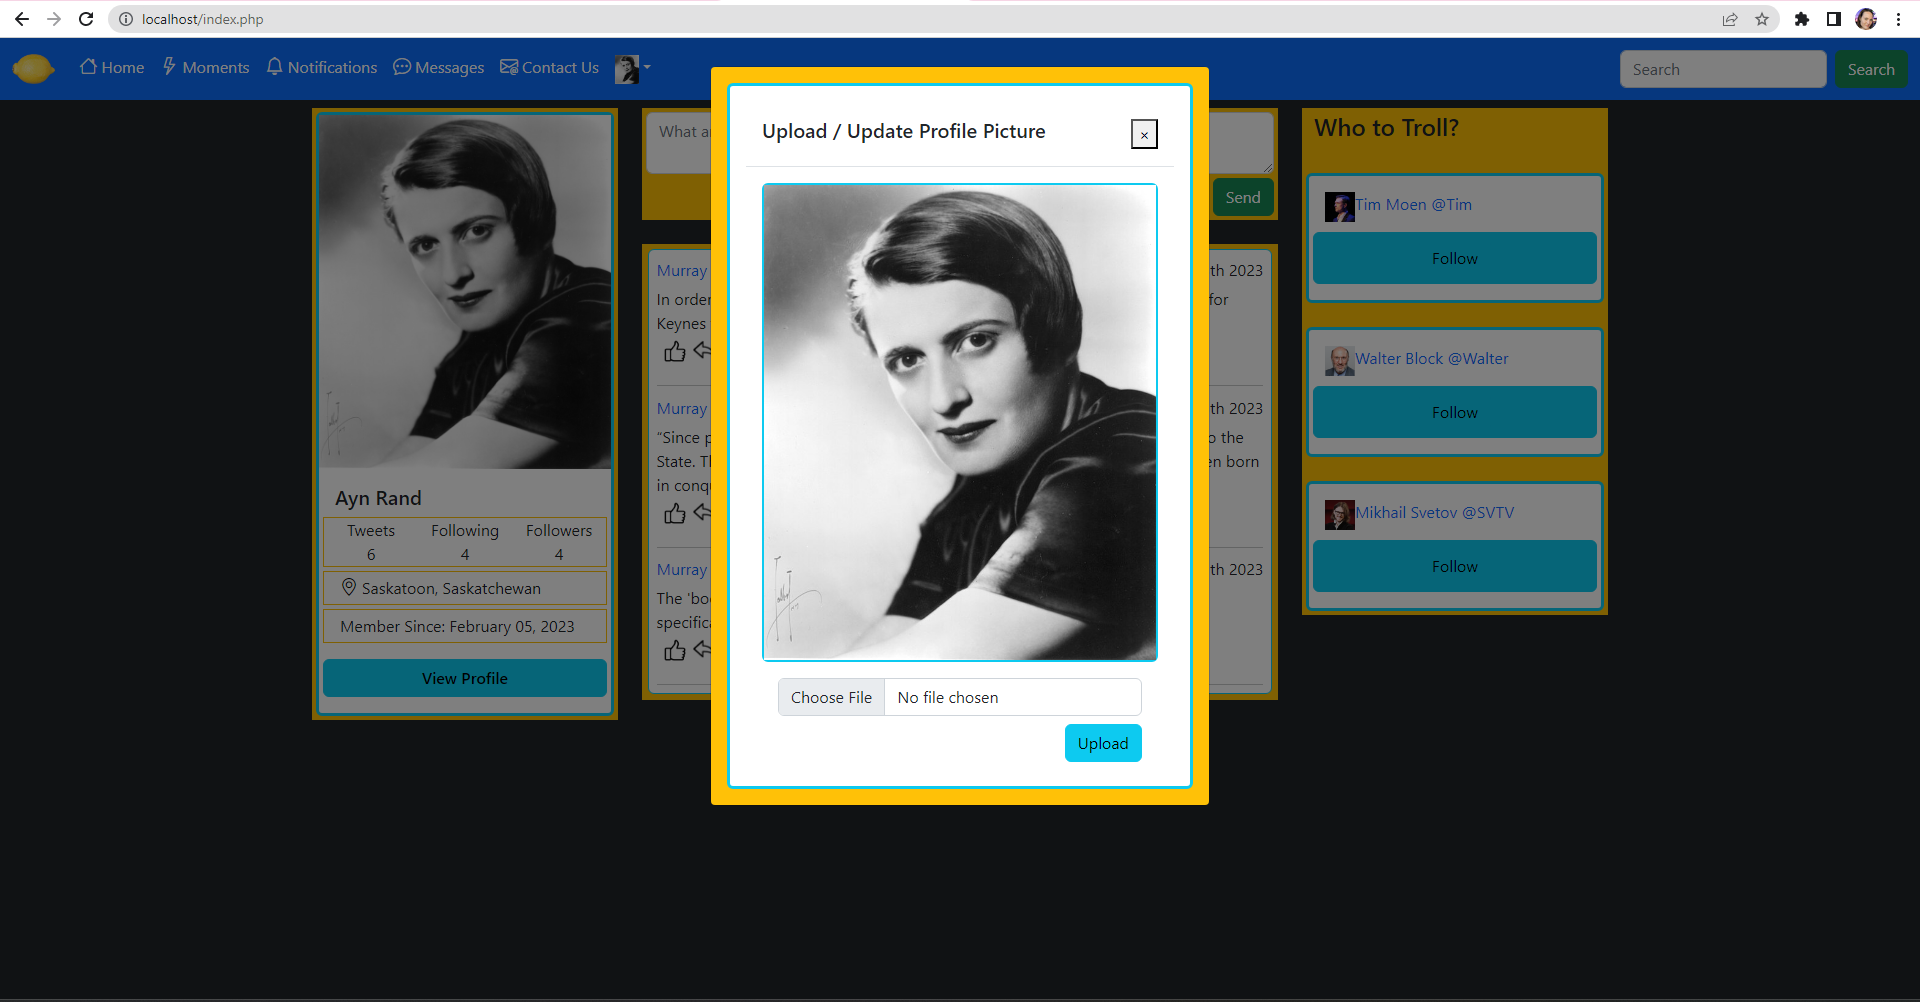 localhost/index.php
Home
Moments
Notifications
Messages
Contact Us
Search
Search
Upload / Update Profile Picture
×
Choose File
No file chosen
Upload
Ayn Rand
Tweets Following Followers
6 4 4
Saskatoon, Saskatchewan
Member Since: February 05, 2023
View Profile
What
Send
Murray
th 2023
In order
for
Keynes
Murray
th 2023
“Since
the
State.
born
in
Murray
th 2023
The
Who to Troll?
Tim Moen @Tim
Follow
Walter Block @Walter
Follow
Mikhail Svetov @SVTV
Follow